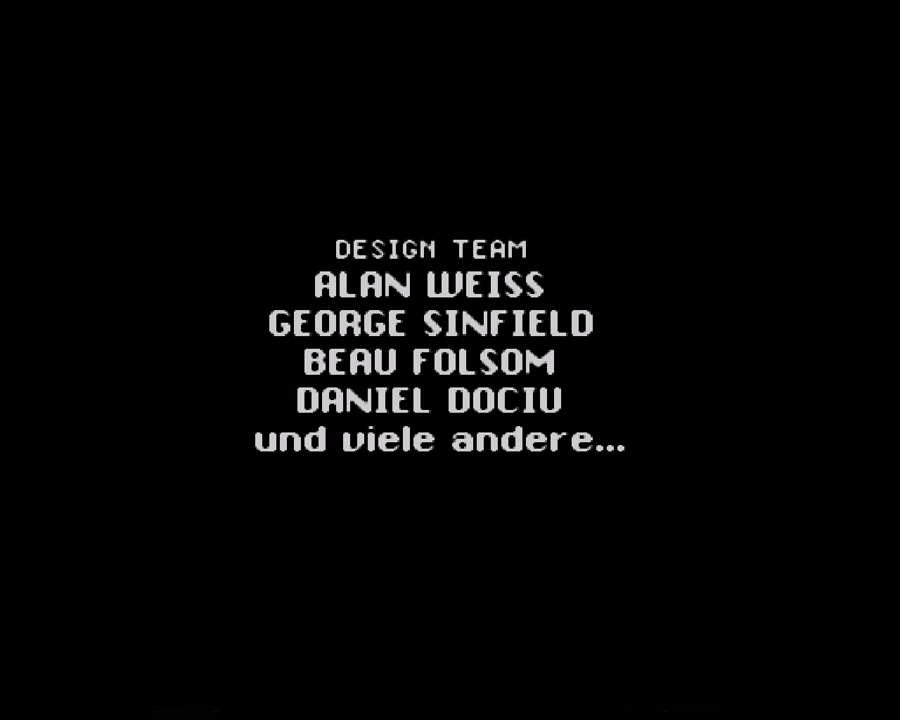 DESIGN TEAM
ALAN WEISS
GEORGE SINFIELD
BEAU FOLSOM
DANIEL DOCIU
und viele andere...